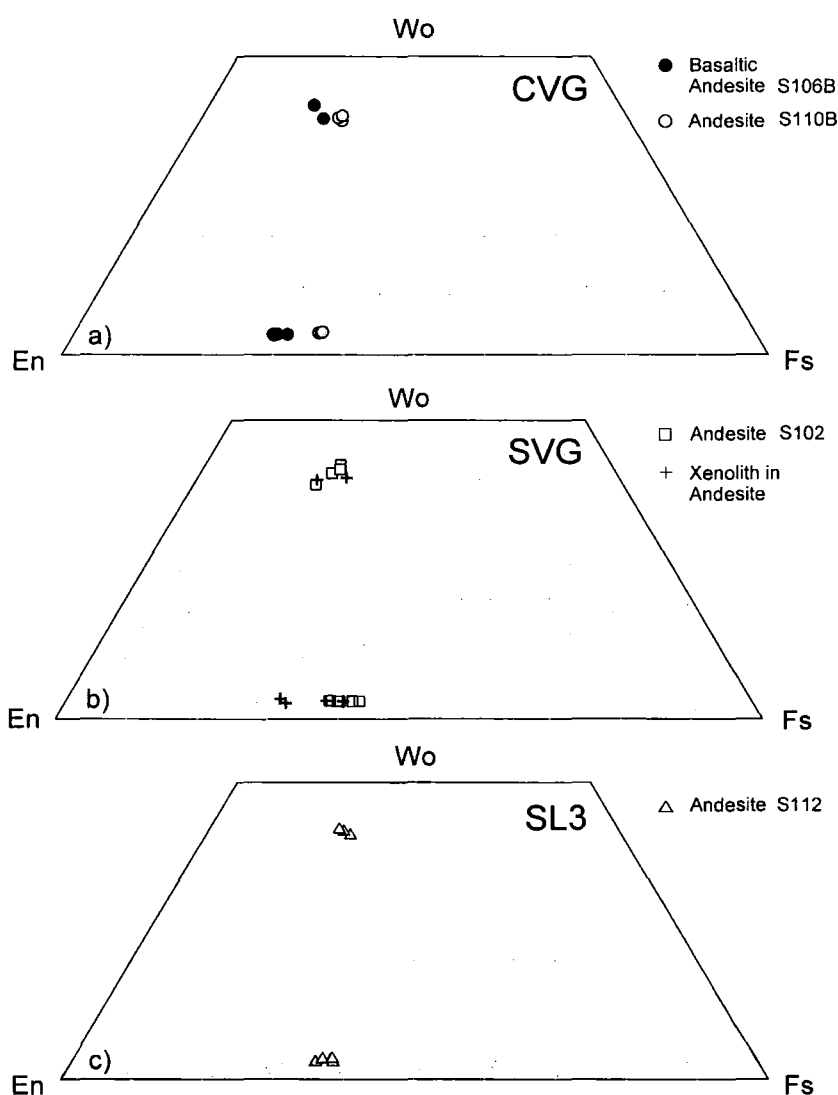 Wo
CVG
● Basaltic
Andesite S106B
○ Andesite S110B
a)
En
Fs
Wo
SVG
□ Andesite S102
+ Xenolith in
Andesite
b)
En
Fs
Wo
SL3
△ Andesite S112
c)
En
Fs